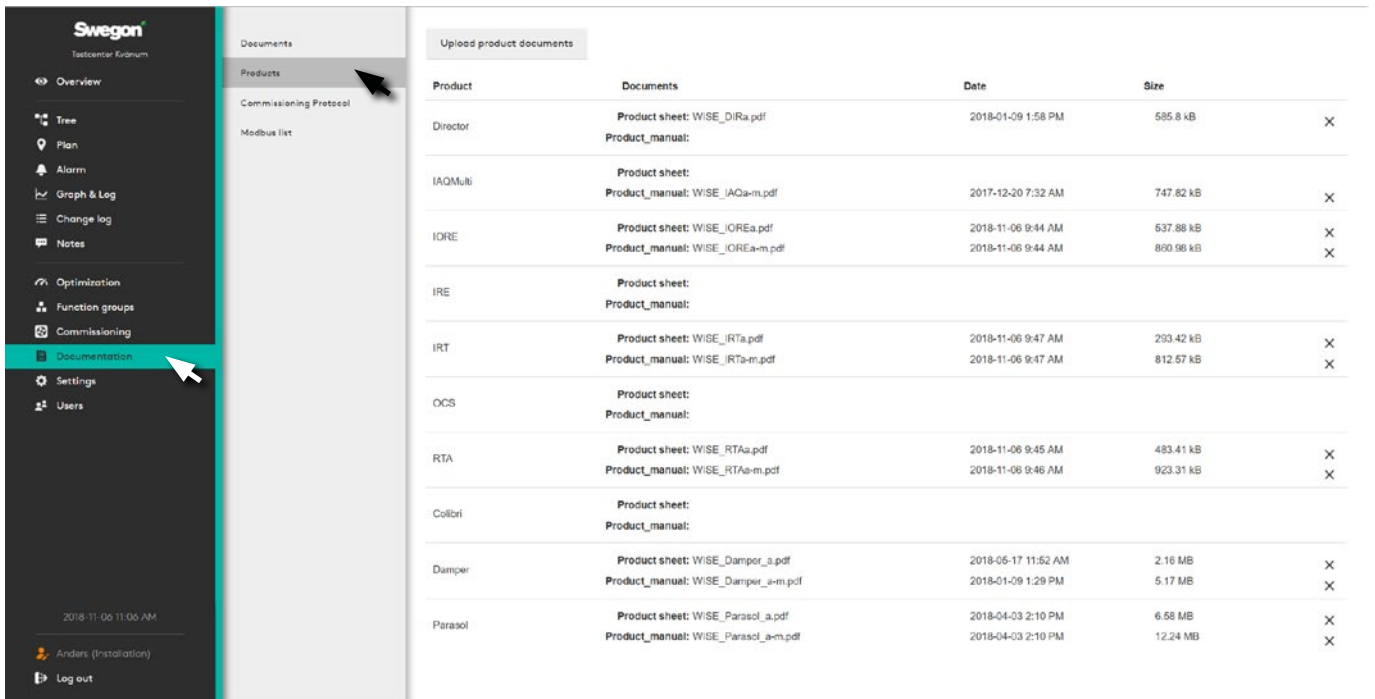 Swegon
Testcenter Kvänum
Overview
Tree
Plan
Alarm
Graph & Log
Change log
Notes
Optimization
Function groups
Commissioning
Documentation
Settings
Users
2018-11-06 11:06 AM
Anders (Installation)
Log out
Documents
Products
Commissioning Protocol
Modbus list
Upload product documents
Product Documents Date Size
Director
Product sheet: WISE_DIRa.pdf 2018-01-09 1:58 PM 585.8 kB
Product_manual:
IAQMulti
Product sheet:
Product_manual: WISE_IAQa-m.pdf 2017-12-20 7:32 AM 747.82 kB
IORE
Product sheet: WISE_IOREa.pdf 2018-11-06 9:44 AM 537.88 kB
Product_manual: WISE_IOREa-m.pdf 2018-11-06 9:44 AM 860.98 kB
IRE
Product sheet:
Product_manual:
IRT
Product sheet: WISE_IRTa.pdf 2018-11-06 9:47 AM 293.42 kB
Product_manual: WISE_IRTa-m.pdf 2018-11-06 9:47 AM 812.57 kB
OCS
Product sheet:
Product_manual:
RTA
Product sheet: WISE_RTAa.pdf 2018-11-06 9:45 AM 483.41 kB
Product_manual: WISE_RTAa-m.pdf 2018-11-06 9:46 AM 923.31 kB
Colibri
Product sheet:
Product_manual:
Damper
Product sheet: WISE_Damper_a.pdf 2018-05-17 11:52 AM 2.16 MB
Product_manual: WISE_Damper_a-m.pdf 2018-01-09 1:29 PM 5.17 MB
Parasol
Product sheet: WISE_Parasol_a.pdf 2018-04-03 2:10 PM 6.58 MB
Product_manual: WISE_Parasol_a-m.pdf 2018-04-03 2:10 PM 12.24 MB